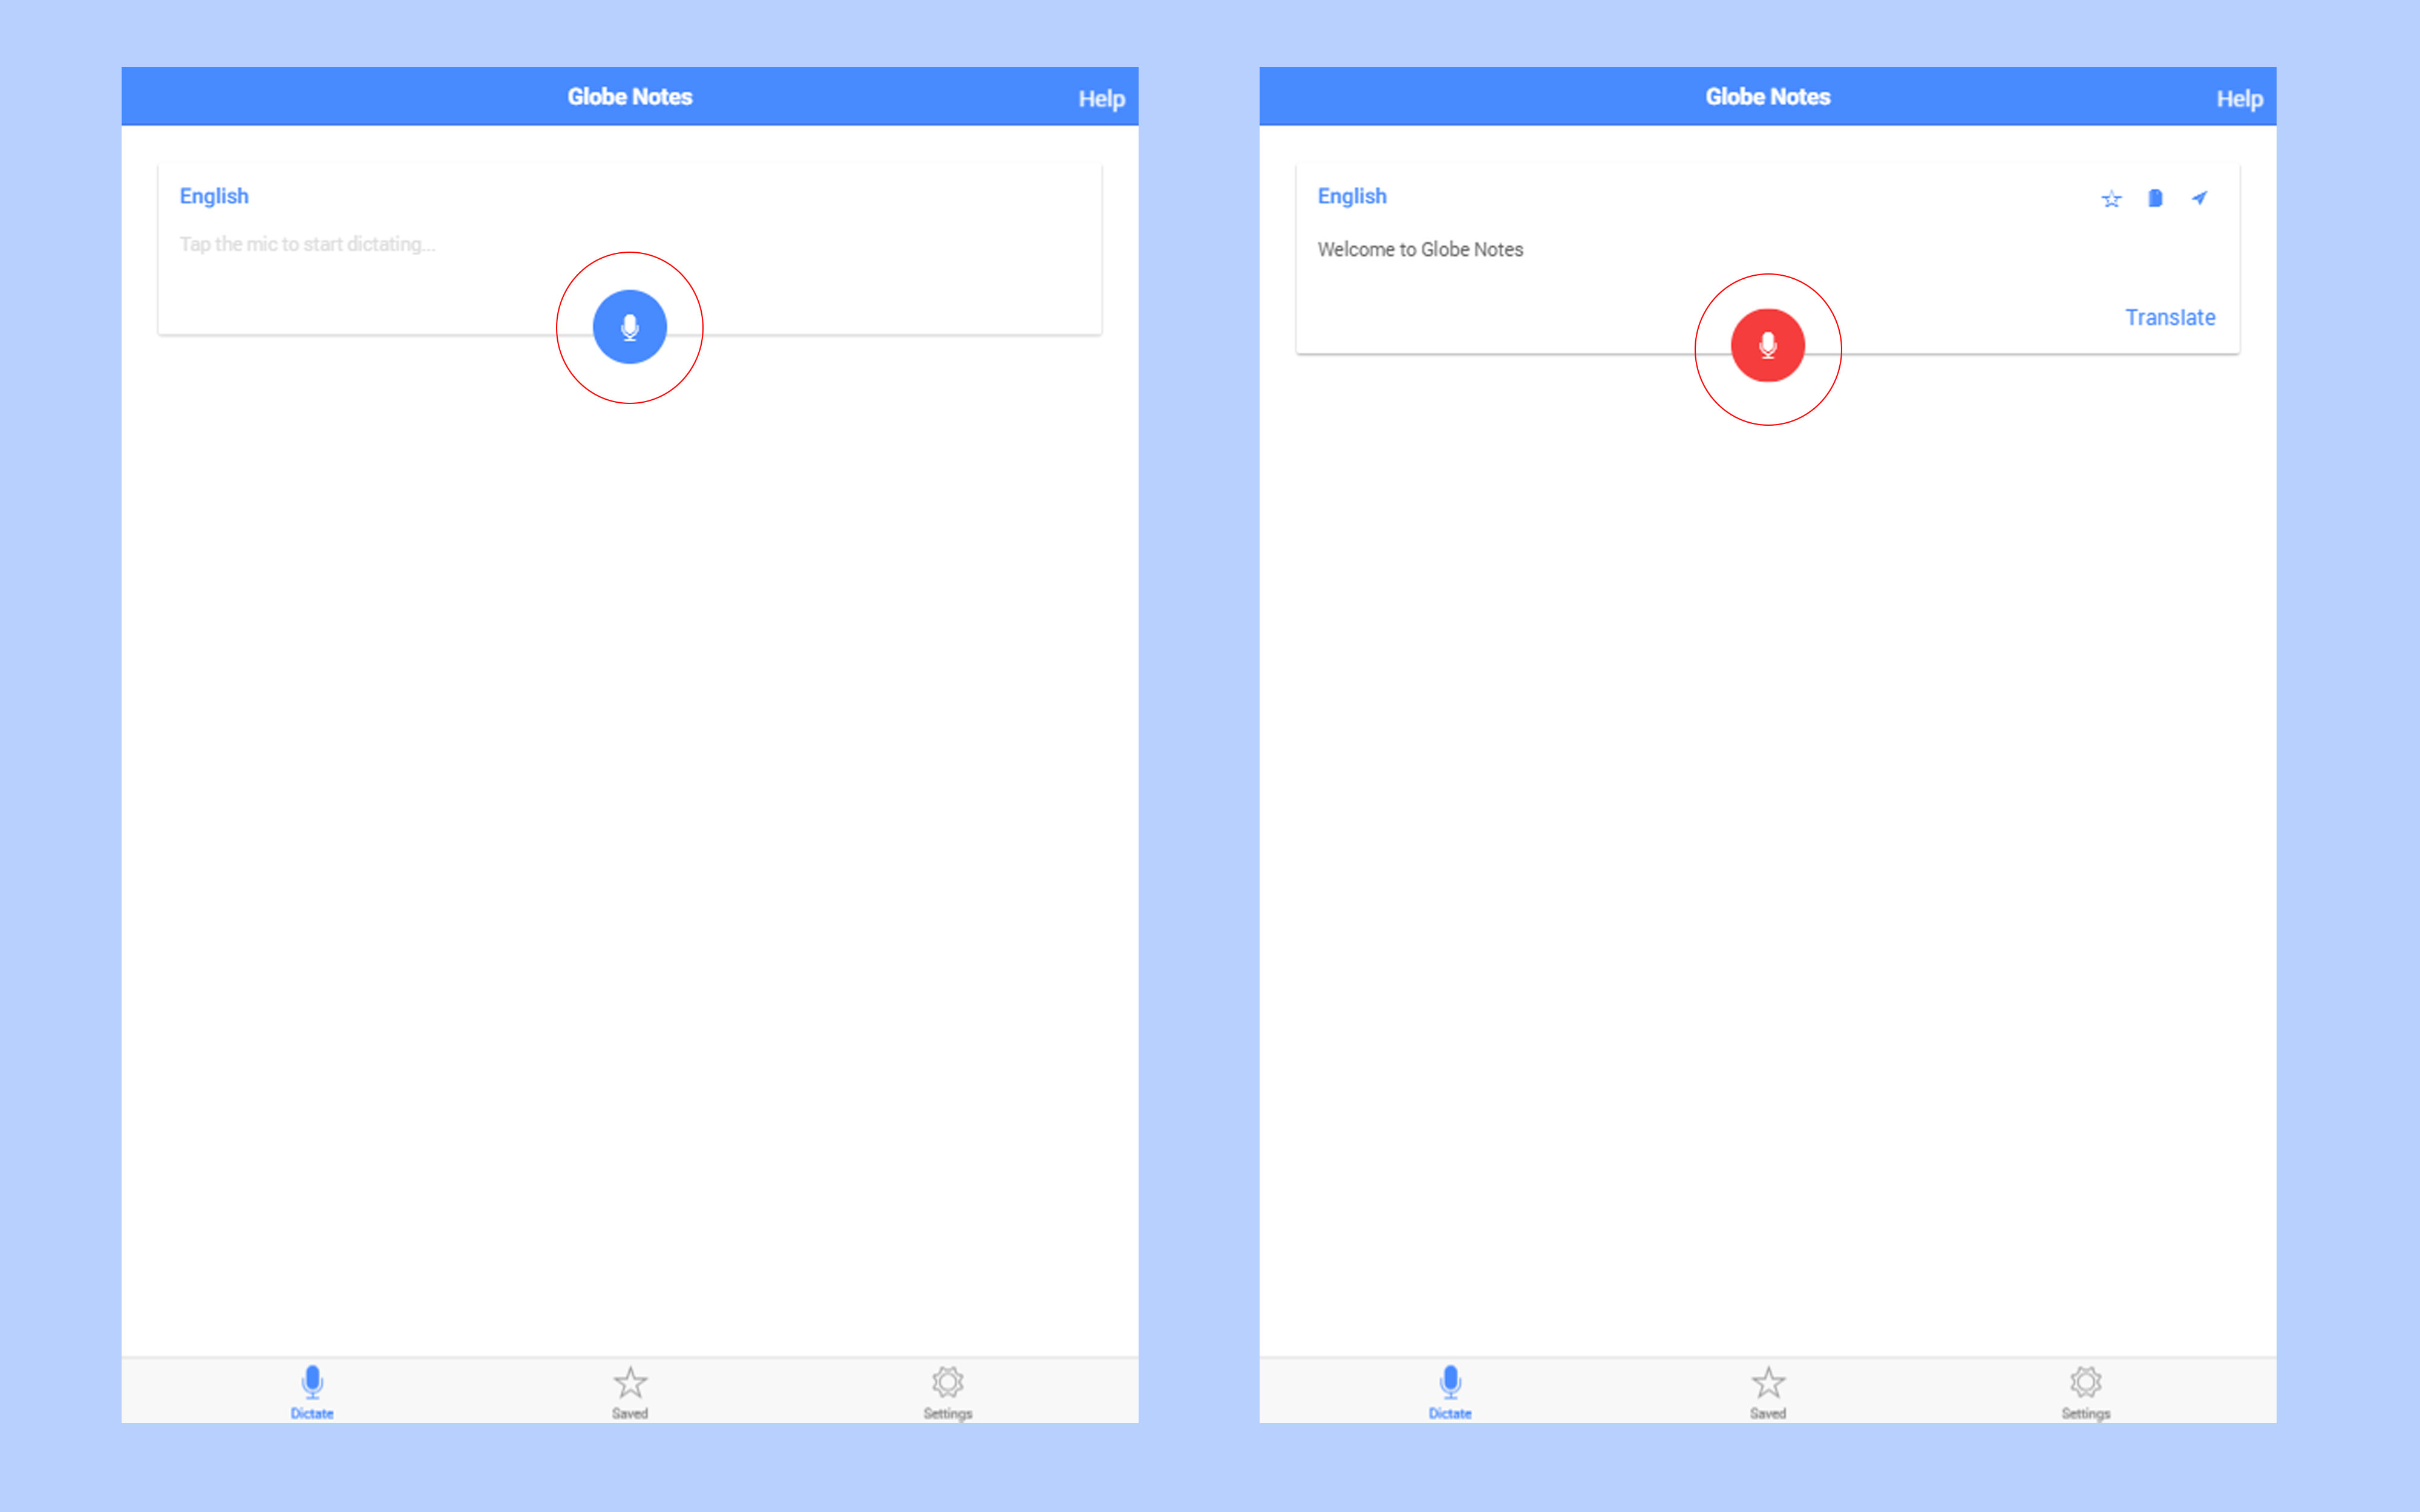 Globe Notes
Help
English
Tap the mic to start dictating...
Dictate
Saved
Settings
Globe Notes
Help
English
Welcome to Globe Notes
Translate
Dictate
Saved
Settings